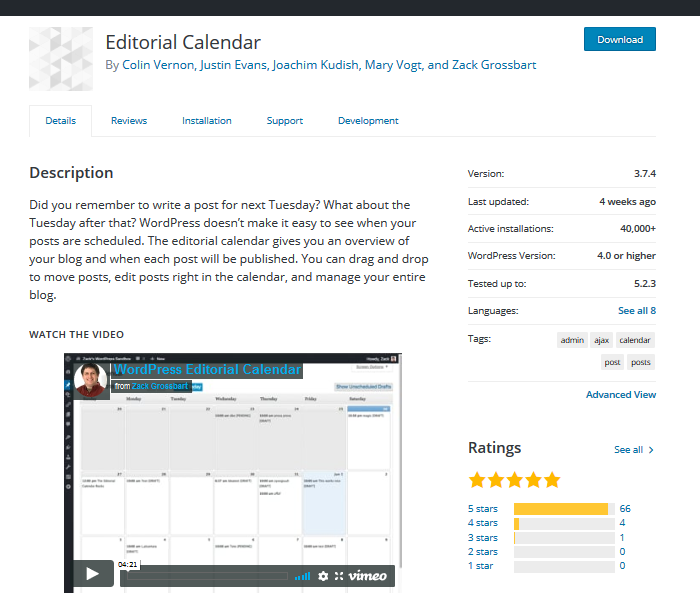 Editorial Calendar
By Colin Vernon, Justin Evans, Joachim Kudish, Mary Vogt, and Zack Grossbart
Download
Details
Reviews
Installation
Support
Development
Description
Did you remember to write a post for next Tuesday? What about the
Tuesday after that? WordPress doesn't make it easy to see when your
posts are scheduled. The editorial calendar gives you an overview of
your blog and when each post will be published. You can drag and drop
to move posts, edit posts right in the calendar, and manage your entire
blog.
WATCH THE VIDEO
WordPress Editorial Calendar
from Zack Grossbart
Show Unscheduled Drafts
Monday
Tuesday
Wednesday
Thursday
Friday
Saturday
04:21
vimeo
Version: 3.7.4
Last updated: 4 weeks ago
Active installations: 40,000+
WordPress Version: 4.0 or higher
Tested up to: 5.2.3
Languages: See all 8
Tags: admin ajax calendar
post posts
Advanced View
Ratings
See all
5 stars 66
4 stars 4
3 stars 1
2 stars 0
1 star 0